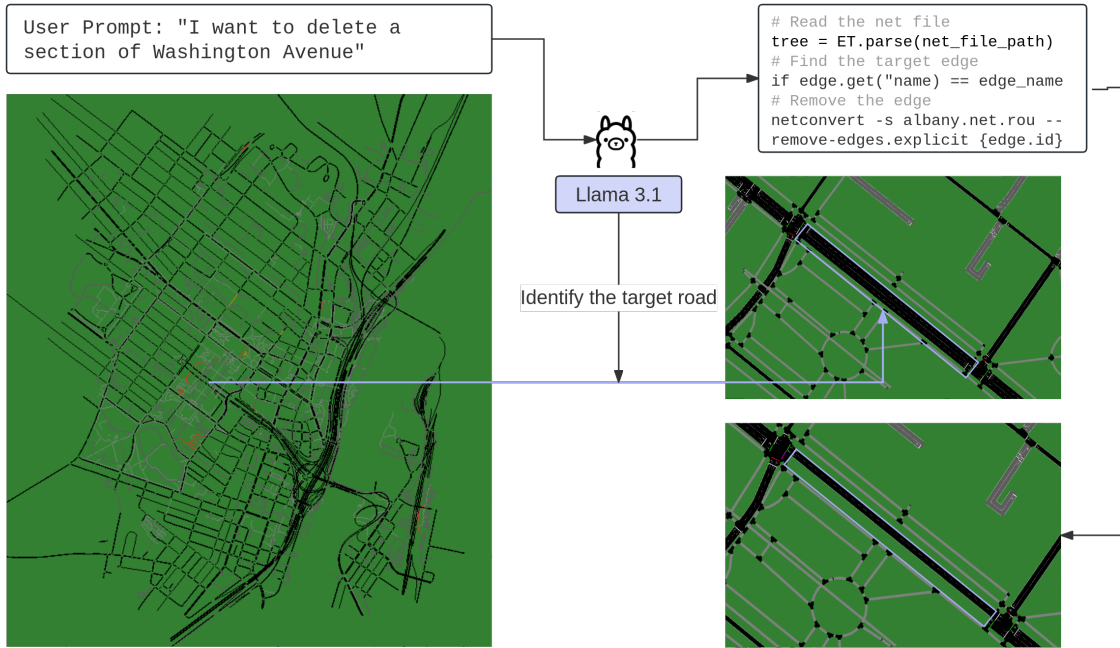 User Prompt: "I want to delete a
section of Washington Avenue"
# Read the net file
tree = ET.parse(net_file_path)
# Find the target edge
if edge.get("name) == edge_name
# Remove the edge
netconvert -s albany.net.rou --
remove-edges.explicit {edge.id}
Llama 3.1
Identify the target road